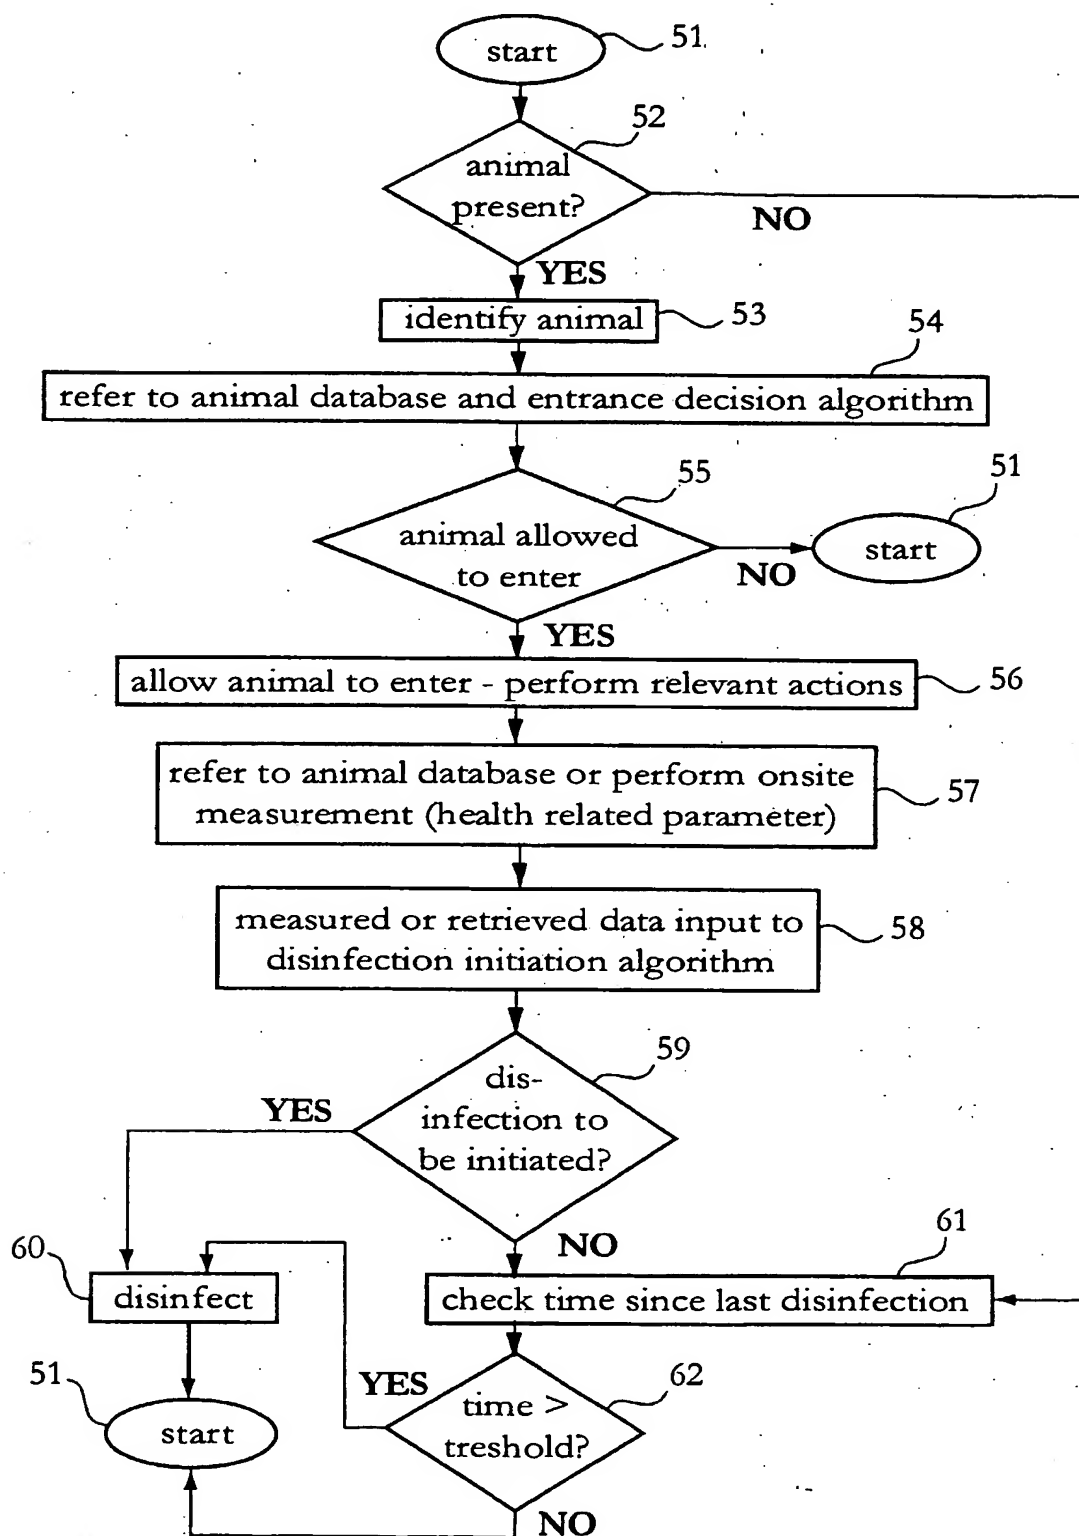 start
51
52
animal
present?
NO
YES
identify animal
53
54
refer to animal database and entrance decision algorithm
55
51
animal allowed
to enter
NO
start
YES
allow animal to enter - perform relevant actions
56
refer to animal database or perform onsite
measurement (health related parameter)
57
measured or retrieved data input to
disinfection initiation algorithm
58
59
dis-
infection to
be initiated?
YES
NO
61
60
disinfect
check time since last disinfection
51
YES
62
time >
treshold?
start
NO